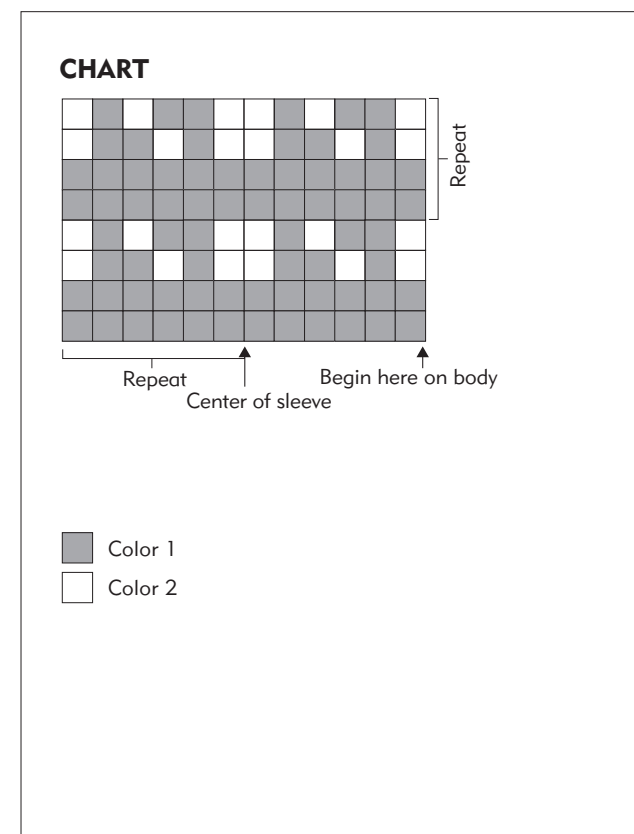 CHART
Repeat
Repeat
Begin here on body
Center of sleeve
Color 1
Color 2